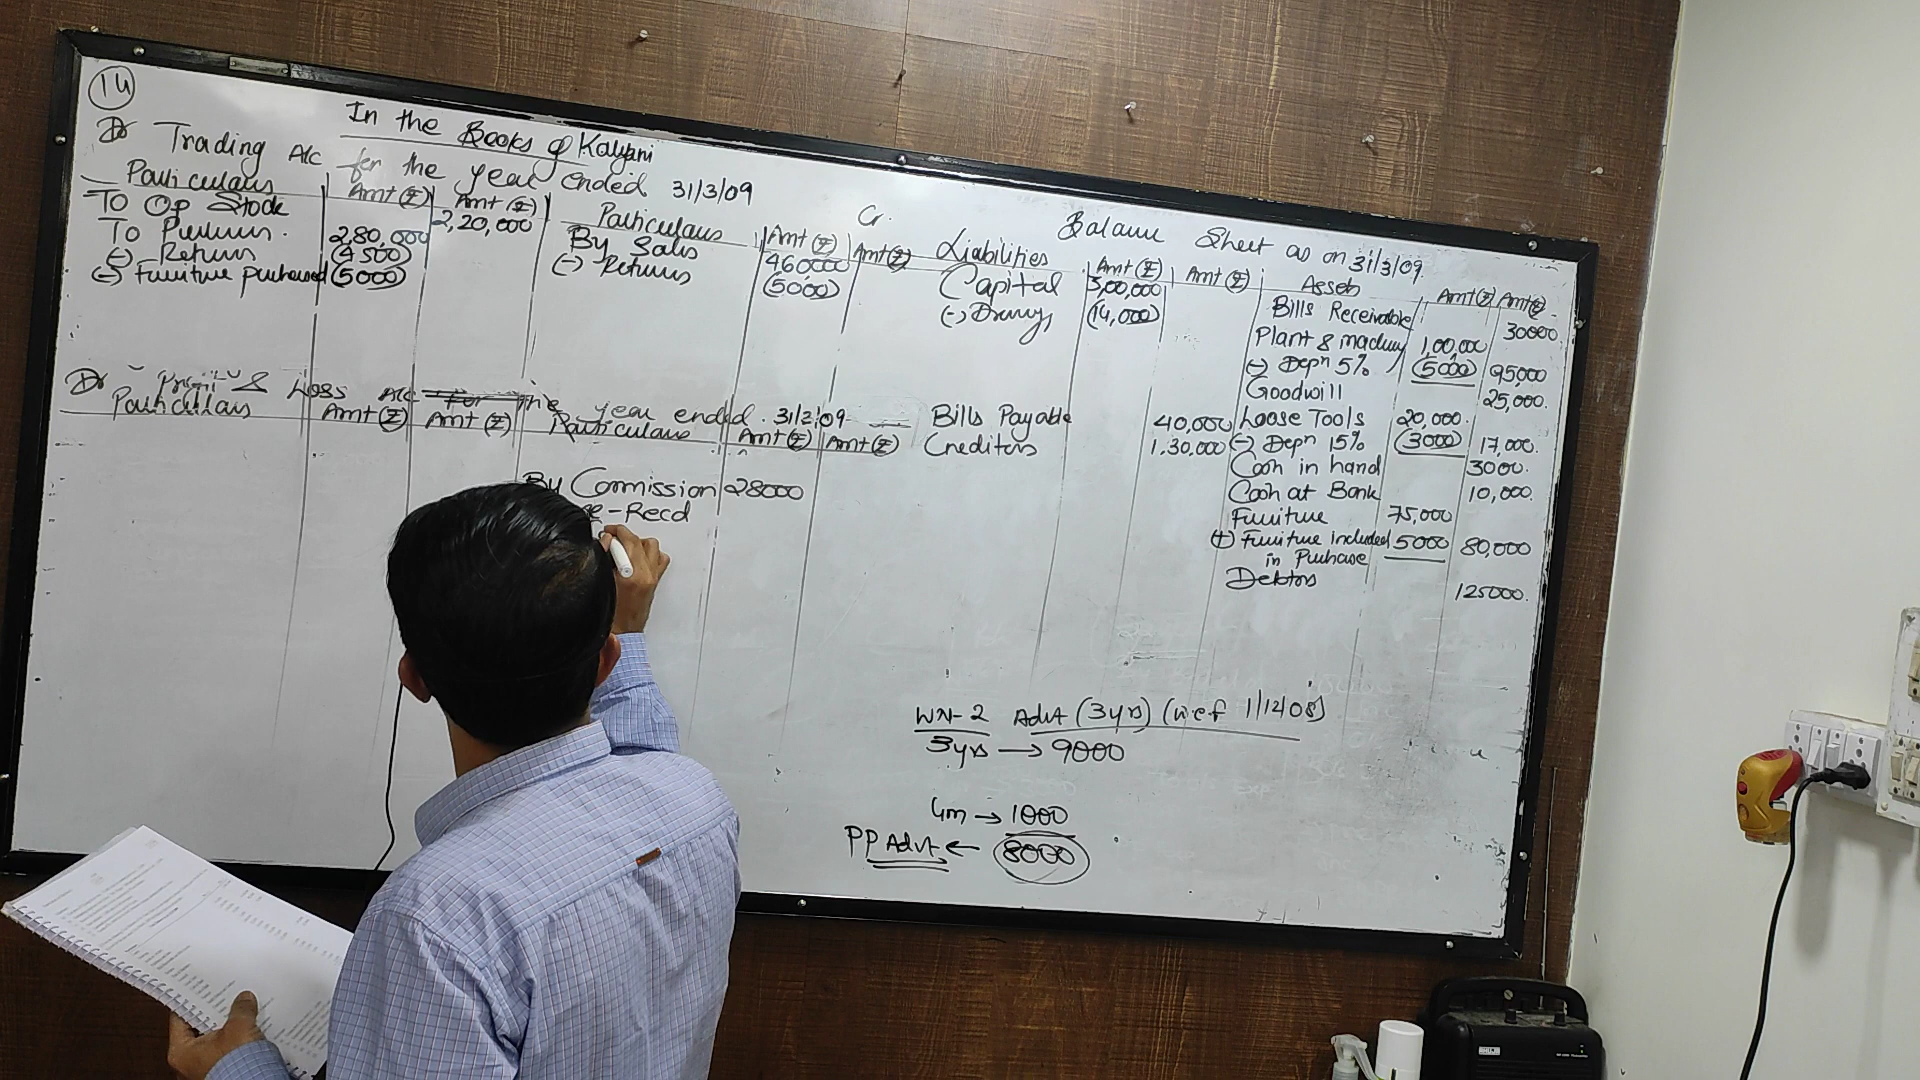 14
In the Books of Kalyani
Dr Trading A/c for the year ended 31/3/09 Cr.
Particulars Amt (₹) Amt (₹) Particulars Amt (₹) Amt (₹)
To Op Stock 2,20,000 By Sales 460000
To Purchases. 2,80,000 (-) Returns (5000)
(-) Returns (4500)
(-) Furniture purchased (5000)
Dr Profit & Loss A/c for the year ended. 31/3/09
Particulars Amt (₹) Amt (₹) Particulars Amt (₹) Amt (₹)
By Commission 28000
-Recd
Balance Sheet as on 31/3/09
Liabilities Amt (₹) Amt (₹) Assets Amt (₹) Amt (₹)
Capital 3,00,000 Bills Receivable 30000
(-) Drawgs (14,000) Plant & machury 1,00,000
(-) Depn 5% (5000) 95000
Goodwill 25,000.
Bills Payable 40,000 Loose Tools 20,000.
Creditors 1,30,000 (-) Depn 15% (3000) 17,000.
Cash in hand 3000.
Cash at Bank 10,000.
Furniture 75,000
(+) Furniture included 5000 80,000
in Purchase
Debtors 125000.
WN-2 Advt (3yrs) (wef 1/12/08)
3yrs → 9000
4m → 1000
PP Advt ← 8000